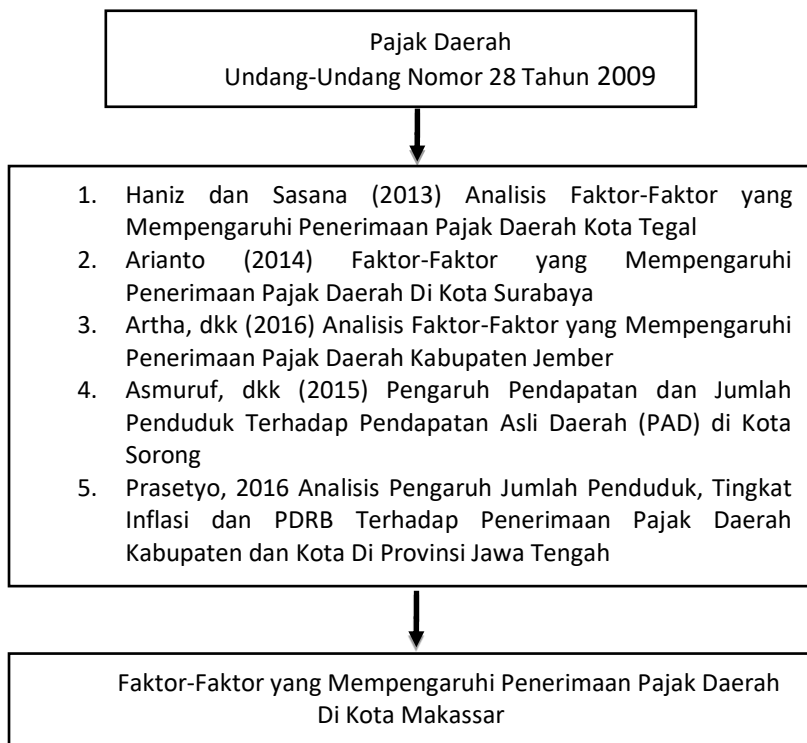 Pajak Daerah
Undang-Undang Nomor 28 Tahun 2009
1. Haniz dan Sasana (2013) Analisis Faktor-Faktor yang
Mempengaruhi Penerimaan Pajak Daerah Kota Tegal
2. Arianto (2014) Faktor-Faktor yang Mempengaruhi
Penerimaan Pajak Daerah Di Kota Surabaya
3. Artha, dkk (2016) Analisis Faktor-Faktor yang Mempengaruhi
Penerimaan Pajak Daerah Kabupaten Jember
4. Asmuruf, dkk (2015) Pengaruh Pendapatan dan Jumlah
Penduduk Terhadap Pendapatan Asli Daerah (PAD) di Kota
Sorong
5. Prasetyo, 2016 Analisis Pengaruh Jumlah Penduduk, Tingkat
Inflasi dan PDRB Terhadap Penerimaan Pajak Daerah
Kabupaten dan Kota Di Provinsi Jawa Tengah
Faktor-Faktor yang Mempengaruhi Penerimaan Pajak Daerah
Di Kota Makassar